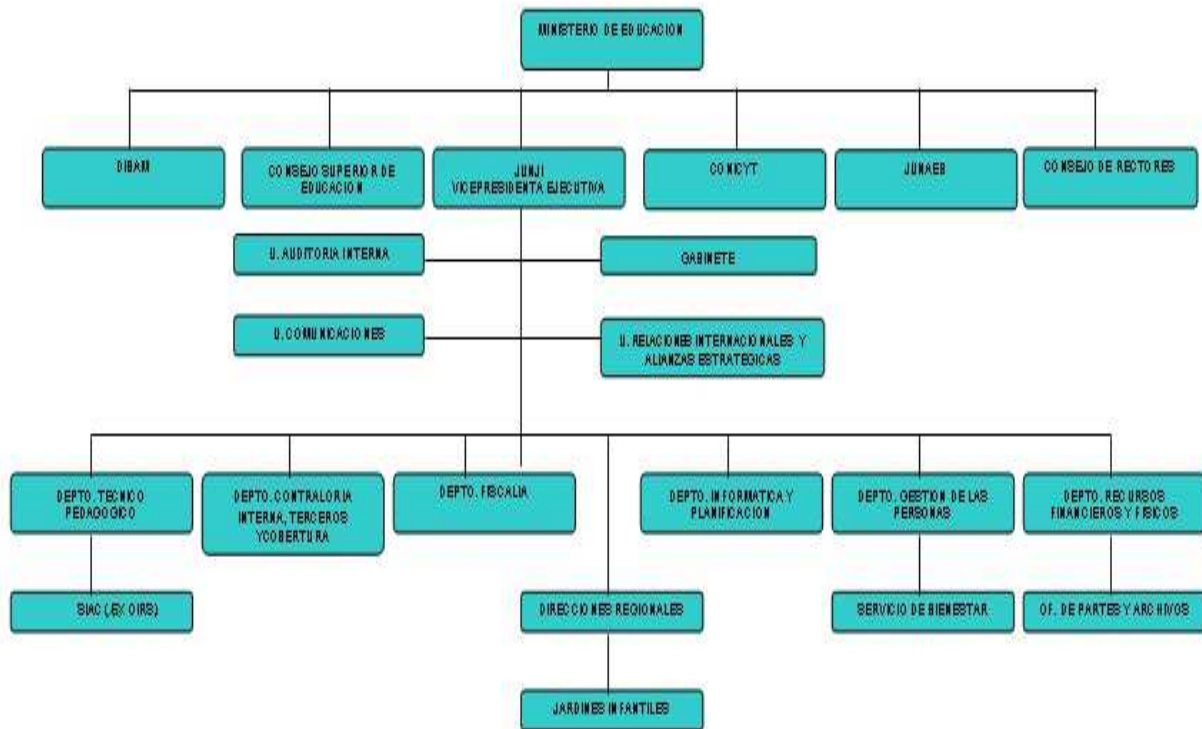 MINISTERIO DE EDUCACION
DIBAM
CONSEJO SUPERIOR DE
EDUCACION
JUNJI
VICEPRESIDENTA EJECUTIVA
CONICYT
JUNAEB
CONSEJO DE RECTORES
U. AUDITORIA INTERNA
GABINETE
U. COMUNICACIONES
U. RELACIONES INTERNACIONALES Y
ALIANZAS ESTRATEGICAS
DEPTO. TECNICO
PEDAGOGICO
DEPTO. CONTRALORIA
INTERNA, TERCEROS
YCOBERTURA
DEPTO. FISCALIA
DEPTO. INFORMATICA Y
PLANIFICACION
DEPTO. GESTION DE LAS
PERSONAS
DEPTO. RECURSOS
FINANCIEROS Y FISICOS
SIAC (.EX OIRS)
DIRECCIONES REGIONALES
SERVICIO DE BIENESTAR
OF. DE PARTES Y ARCHIVOS
JARDINES INFANTILES